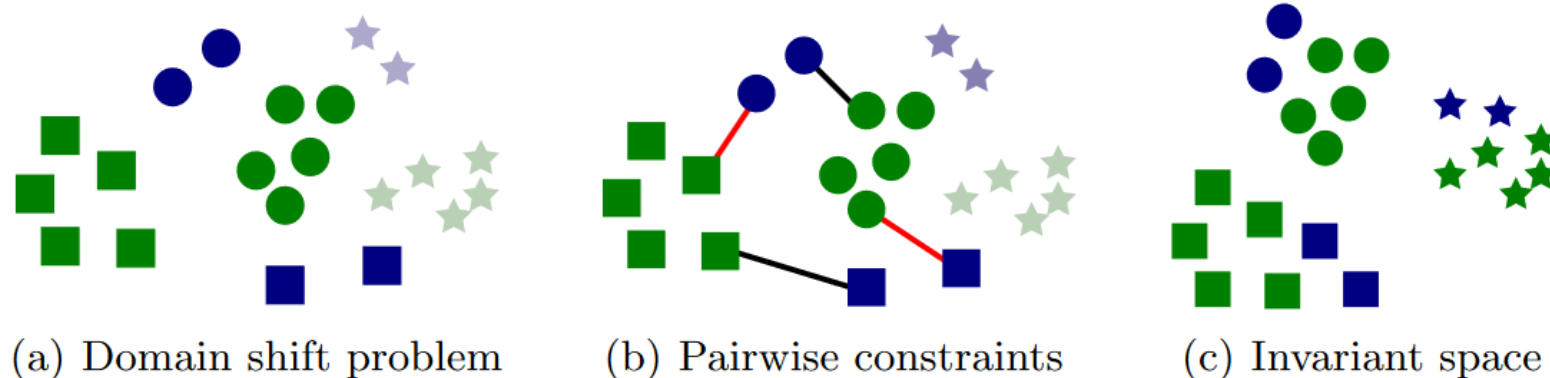 (a) Domain shift problem
(b) Pairwise constraints
(c) Invariant space